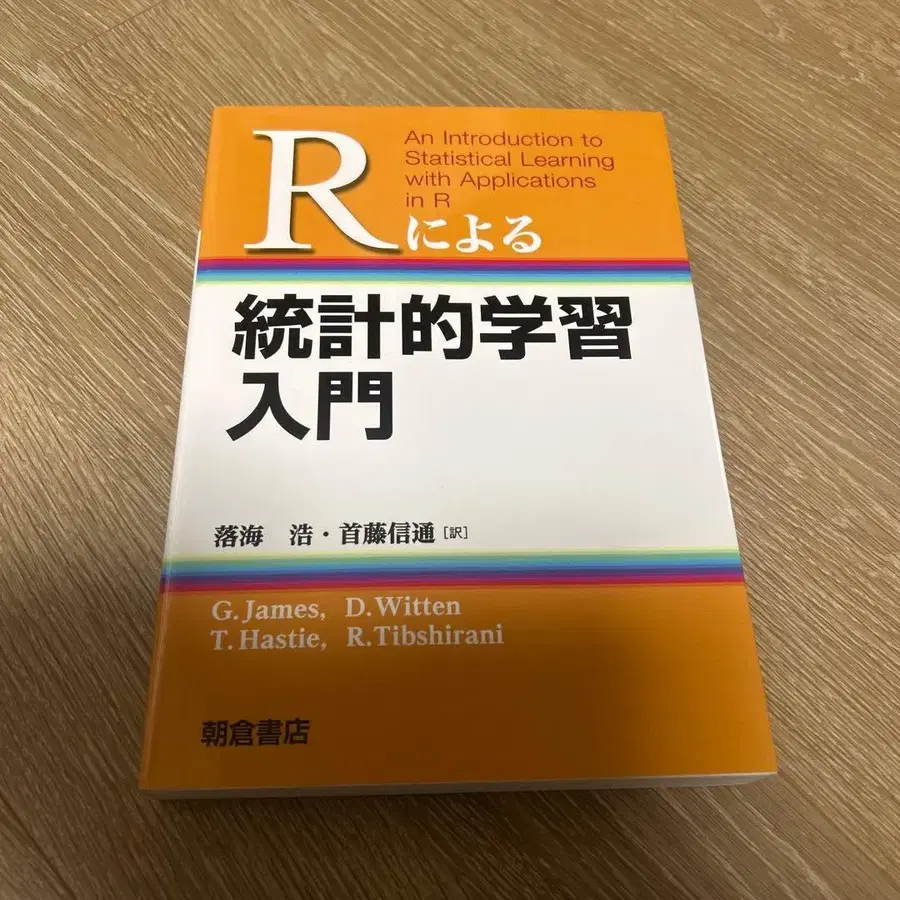 An Introduction to
Statistical Learning
with Applications
in R
Rによる
統計的学習
入門
落海 浩・首藤信通[訳]
G.James, D.Witten
T.Hastie, R.Tibshirani
朝倉書店